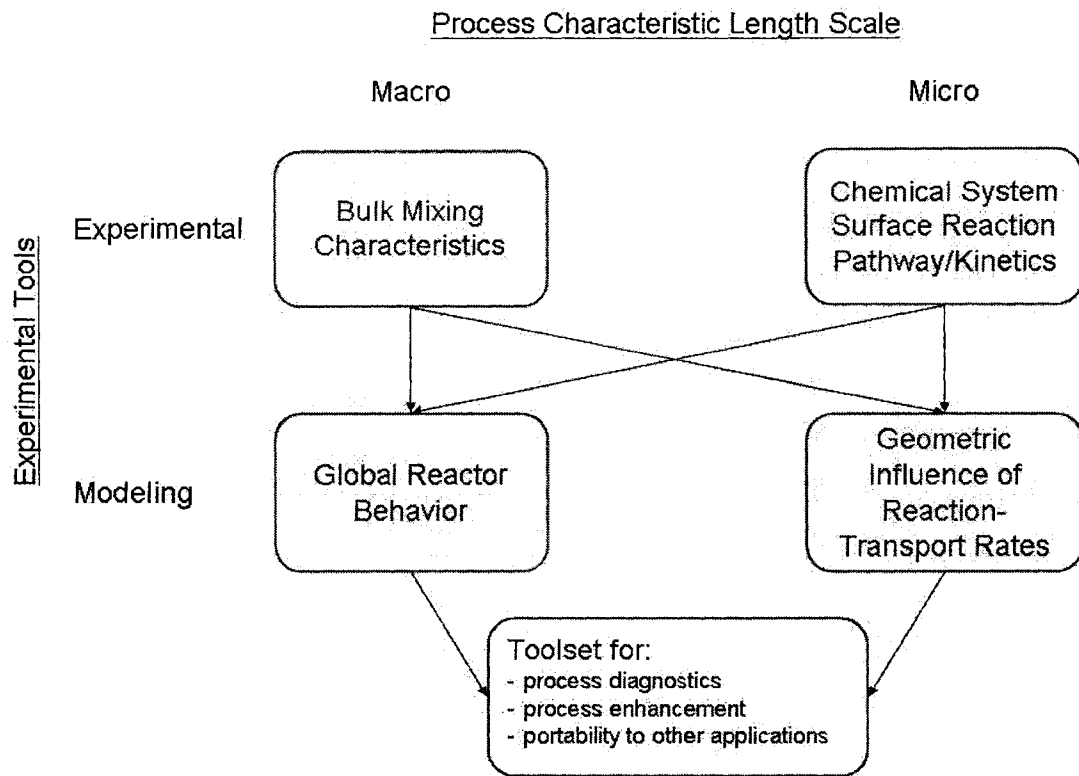 Process Characteristic Length Scale
Macro
Micro
Experimental Tools
Experimental
Bulk Mixing
Characteristics
Chemical System
Surface Reaction
Pathway/Kinetics
Modeling
Global Reactor
Behavior
Geometric
Influence of
Reaction-
Transport Rates
Toolset for:
- process diagnostics
- process enhancement
- portability to other applications